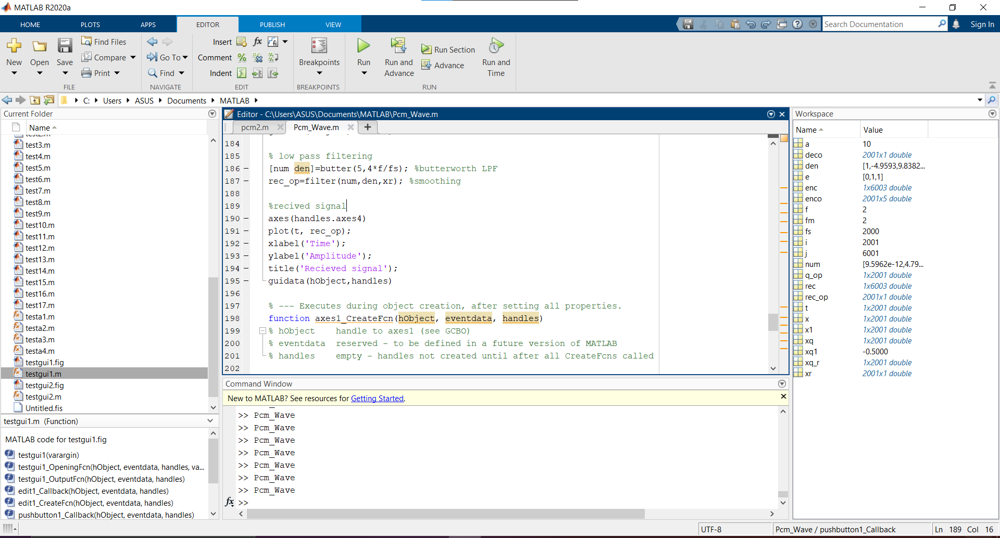 MATLAB R2020a
HOME PLOTS APPS EDITOR PUBLISH VIEW
Search Documentation
Sign In
New Open Save
Find Files
Compare
Print
FILE
Go To
Find
NAVIGATE
Insert fx
Comment
Indent
EDIT
Breakpoints
BREAKPOINTS
Run
Run and Advance
Run Section
Advance
Run and Time
RUN
C: Users ASUS Documents MATLAB
Current Folder
Name
test2.m
test3.m
test4.m
test5.m
test6.m
test7.m
test8.m
test9.m
test10.m
test11.m
test12.m
test13.m
test14.m
test15.m
test16.m
test17.m
testa1.m
testa2.m
testa3.m
testa4.m
testgui1.fig
testgui1.m
testgui2.fig
testgui2.m
Untitled.fis
testgui1.m (Function)
MATLAB code for testgui1.fig
testgui1(varargin)
testgui1_OpeningFcn(hObject, eventdata, handles, va...
testgui1_OutputFcn(hObject, eventdata, handles)
edit1_Callback(hObject, eventdata, handles)
edit1_CreateFcn(hObject, eventdata, handles)
pushbutton1_Callback(hObject, eventdata, handles)
Editor - C:\Users\ASUS\Documents\MATLAB\Pcm_Wave.m
pcm2.m Pcm_Wave.m +
184
185 % low pass filtering
186 – [num den]=butter(5,4*f/fs); %butterworth LPF
187 – rec_op=filter(num,den,xr); %smoothing
188
189 %recived signal
190 – axes(handles.axes4)
191 – plot(t, rec_op);
192 – xlabel('Time');
193 – ylabel('Amplitude');
194 – title('Recieved signal');
195 – guidata(hObject,handles)
196
197 % --- Executes during object creation, after setting all properties.
198 function axes1_CreateFcn(hObject, eventdata, handles)
199 % hObject handle to axes1 (see GCBO)
200 % eventdata reserved - to be defined in a future version of MATLAB
201 % handles empty - handles not created until after all CreateFcns called
202
Command Window
New to MATLAB? See resources for Getting Started.
>> Pcm_Wave
>> Pcm_Wave
>> Pcm_Wave
>> Pcm_Wave
>> Pcm_Wave
>> Pcm_Wave
>> Pcm_Wave
fx >>
Workspace
Name Value
a 10
deco 2001x1 double
den [1,-4.9593,9.8382...
e [0,1,1]
enc 1x6003 double
enco 2001x5 double
f 2
fm 2
fs 2000
i 2001
j 6001
num [9.5962e-12,4.79...
q_op 1x2001 double
rec 1x6003 double
rec_op 2001x1 double
t 1x2001 double
x 1x2001 double
x1 1x2001 double
xq 1x2001 double
xq1 -0.5000
xq_r 1x2001 double
xr 2001x1 double
UTF-8
Pcm_Wave / pushbutton1_Callback
Ln 189 Col 16